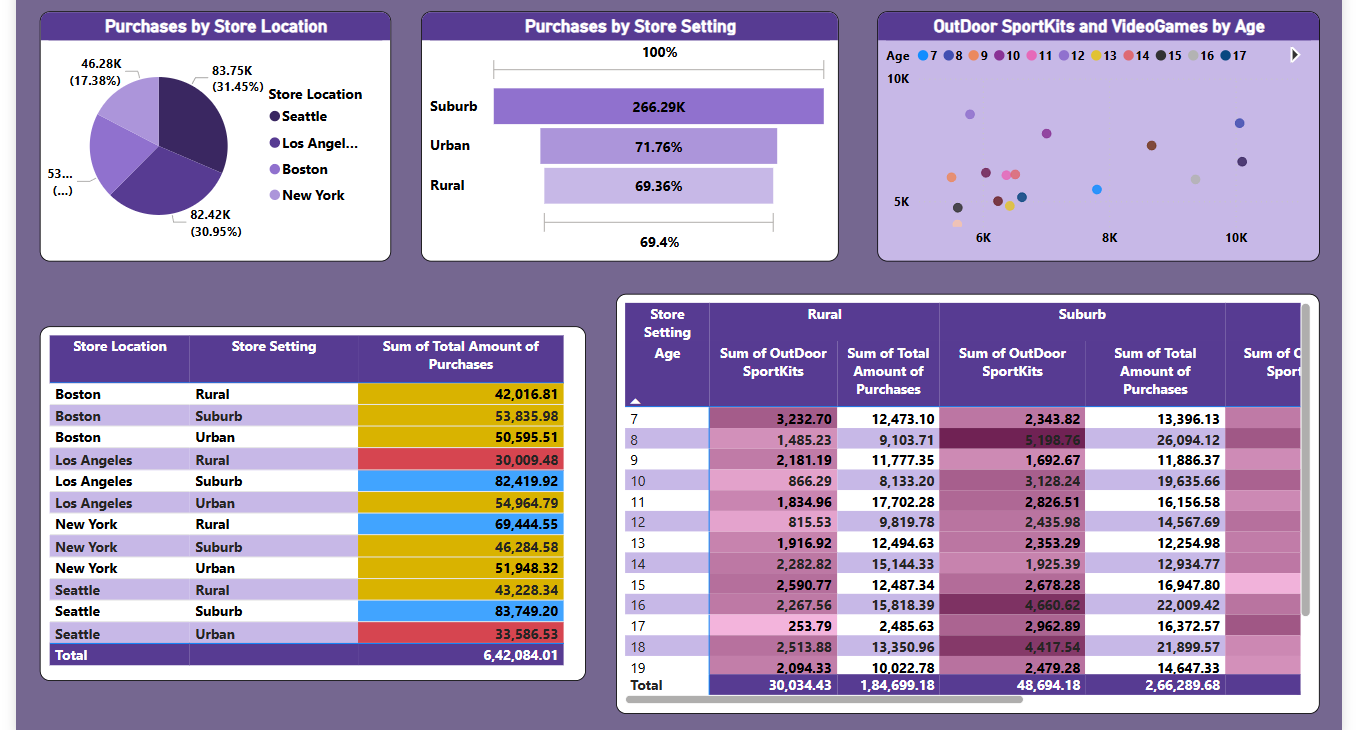 Purchases by Store Location
46.28K
(17.38%)
83.75K
(31.45%)
53...
(...)
82.42K
(30.95%)
Store Location
Seattle
Los Angel...
Boston
New York
Purchases by Store Setting
100%
Suburb 266.29K
Urban 71.76%
Rural 69.36%
69.4%
OutDoor SportKits and VideoGames by Age
Age 7 8 9 10 11 12 13 14 15 16 17
10K
5K
6K 8K 10K
Store Location Store Setting Sum of Total Amount of
Purchases
Boston Rural 42,016.81
Boston Suburb 53,835.98
Boston Urban 50,595.51
Los Angeles Rural 30,009.48
Los Angeles Suburb 82,419.92
Los Angeles Urban 54,964.79
New York Rural 69,444.55
New York Suburb 46,284.58
New York Urban 51,948.32
Seattle Rural 43,228.34
Seattle Suburb 83,749.20
Seattle Urban 33,586.53
Total 6,42,084.01
Store Rural Suburb
Setting
Age Sum of OutDoor Sum of Total Sum of OutDoor Sum of Total Sum of
SportKits Amount of SportKits Amount of Sport
Purchases Purchases
7 3,232.70 12,473.10 2,343.82 13,396.13
8 1,485.23 9,103.71 5,198.76 26,094.12
9 2,181.19 11,777.35 1,692.67 11,886.37
10 866.29 8,133.20 3,128.24 19,635.66
11 1,834.96 17,702.28 2,826.51 16,156.58
12 815.53 9,819.78 2,435.98 14,567.69
13 1,916.92 12,494.63 2,353.29 12,254.98
14 2,282.82 15,144.33 1,925.39 12,934.77
15 2,590.77 12,487.34 2,678.28 16,947.80
16 2,267.56 15,818.39 4,660.62 22,009.42
17 253.79 2,485.63 2,962.89 16,372.57
18 2,513.88 13,350.96 4,417.54 21,899.57
19 2,094.33 10,022.78 2,479.28 14,647.33
Total 30,034.43 1,84,699.18 48,694.18 2,66,289.68